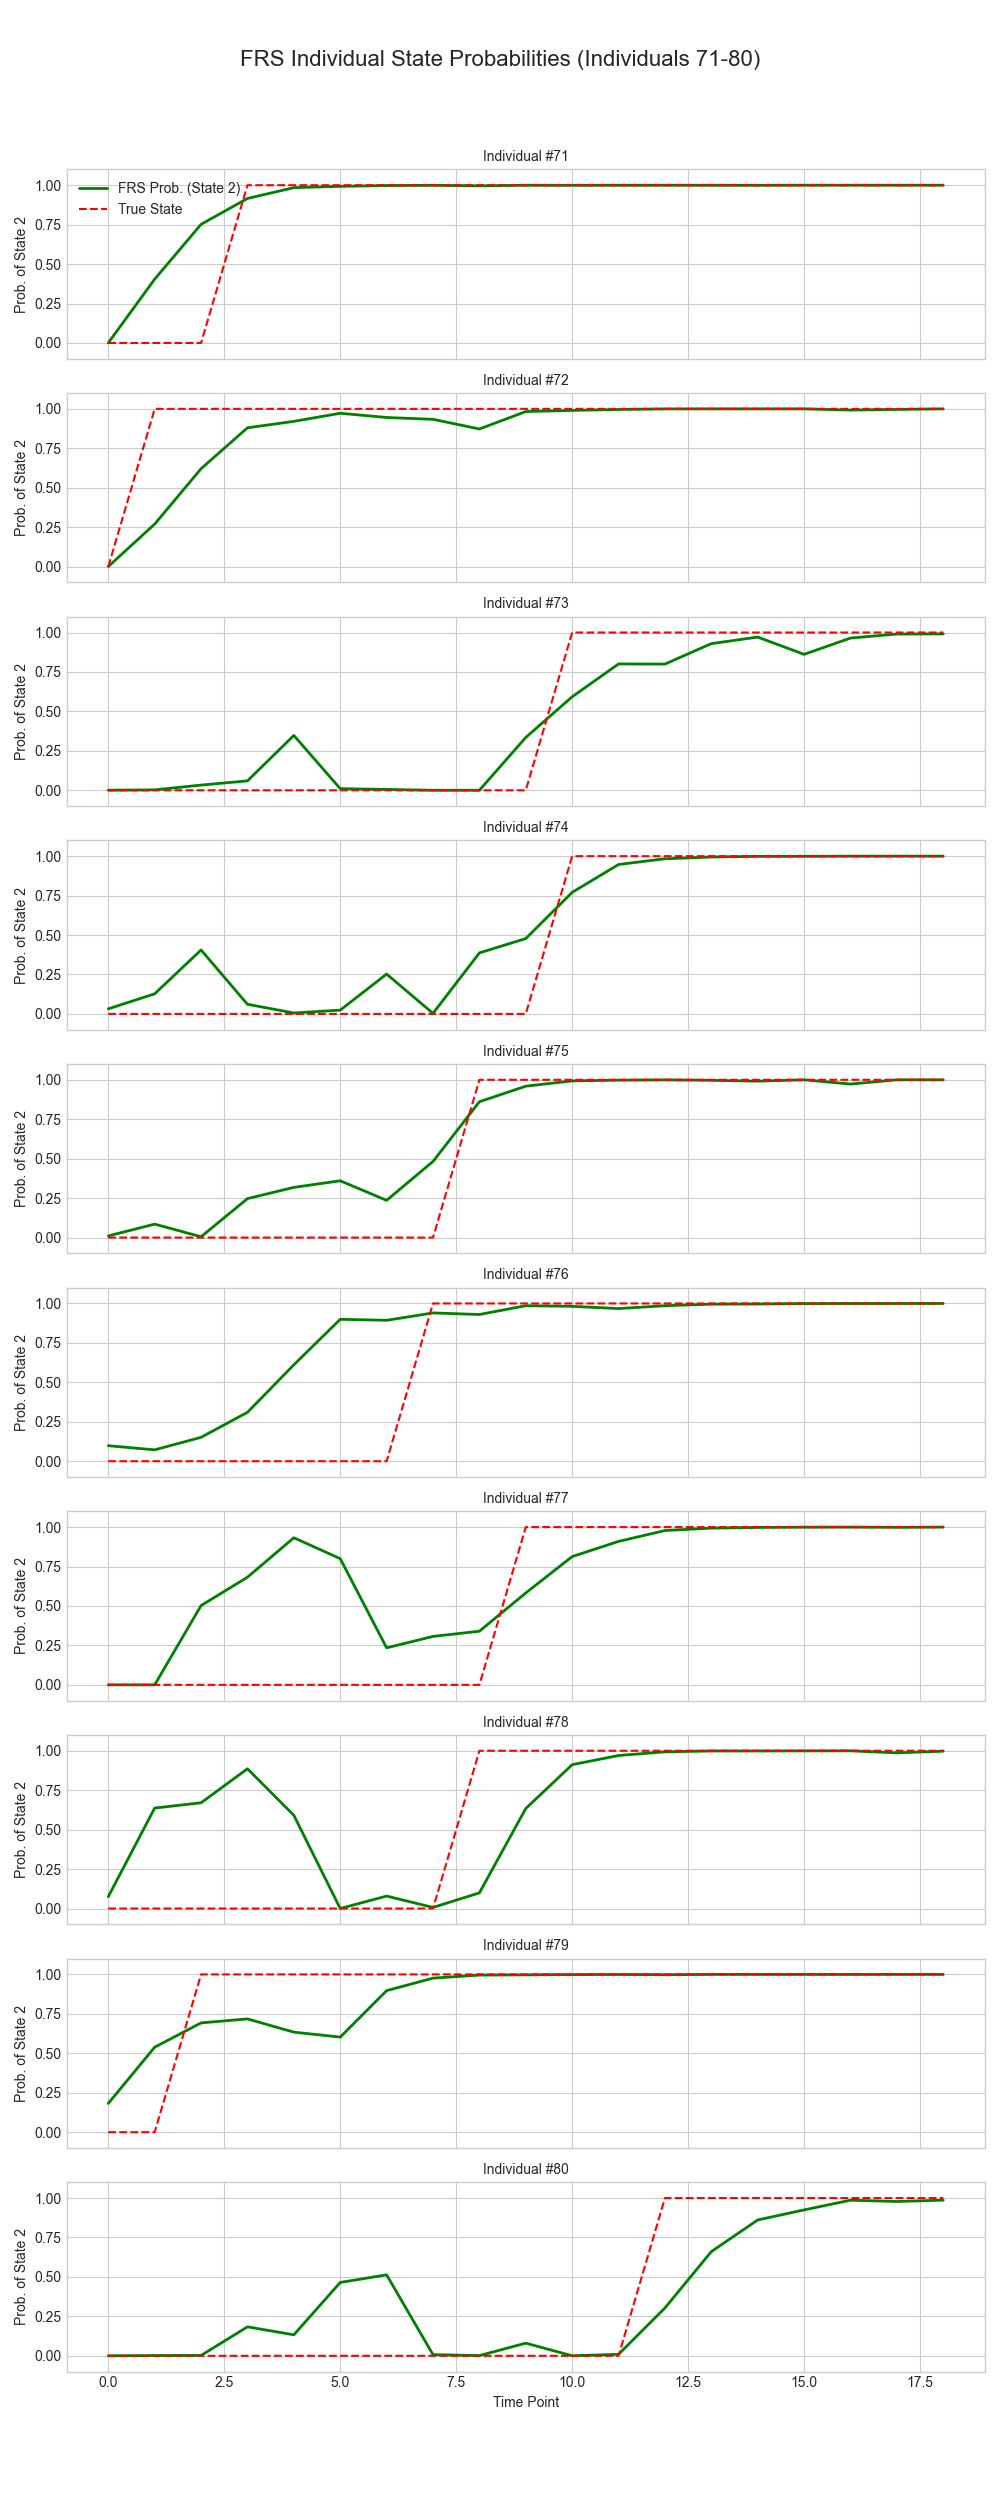 FRS Individual State Probabilities (Individuals 71-80)
Individual #71
FRS Prob. (State 2)
True State
1.00
0.75
0.50
0.25
0.00
Prob. of State 2
Individual #72
1.00
0.75
0.50
0.25
0.00
Prob. of State 2
Individual #73
1.00
0.75
0.50
0.25
0.00
Prob. of State 2
Individual #74
1.00
0.75
0.50
0.25
0.00
Prob. of State 2
Individual #75
1.00
0.75
0.50
0.25
0.00
Prob. of State 2
Individual #76
1.00
0.75
0.50
0.25
0.00
Prob. of State 2
Individual #77
1.00
0.75
0.50
0.25
0.00
Prob. of State 2
Individual #78
1.00
0.75
0.50
0.25
0.00
Prob. of State 2
Individual #79
1.00
0.75
0.50
0.25
0.00
Prob. of State 2
Individual #80
1.00
0.75
0.50
0.25
0.00
Prob. of State 2
0.0 2.5 5.0 7.5 10.0 12.5 15.0 17.5
Time Point